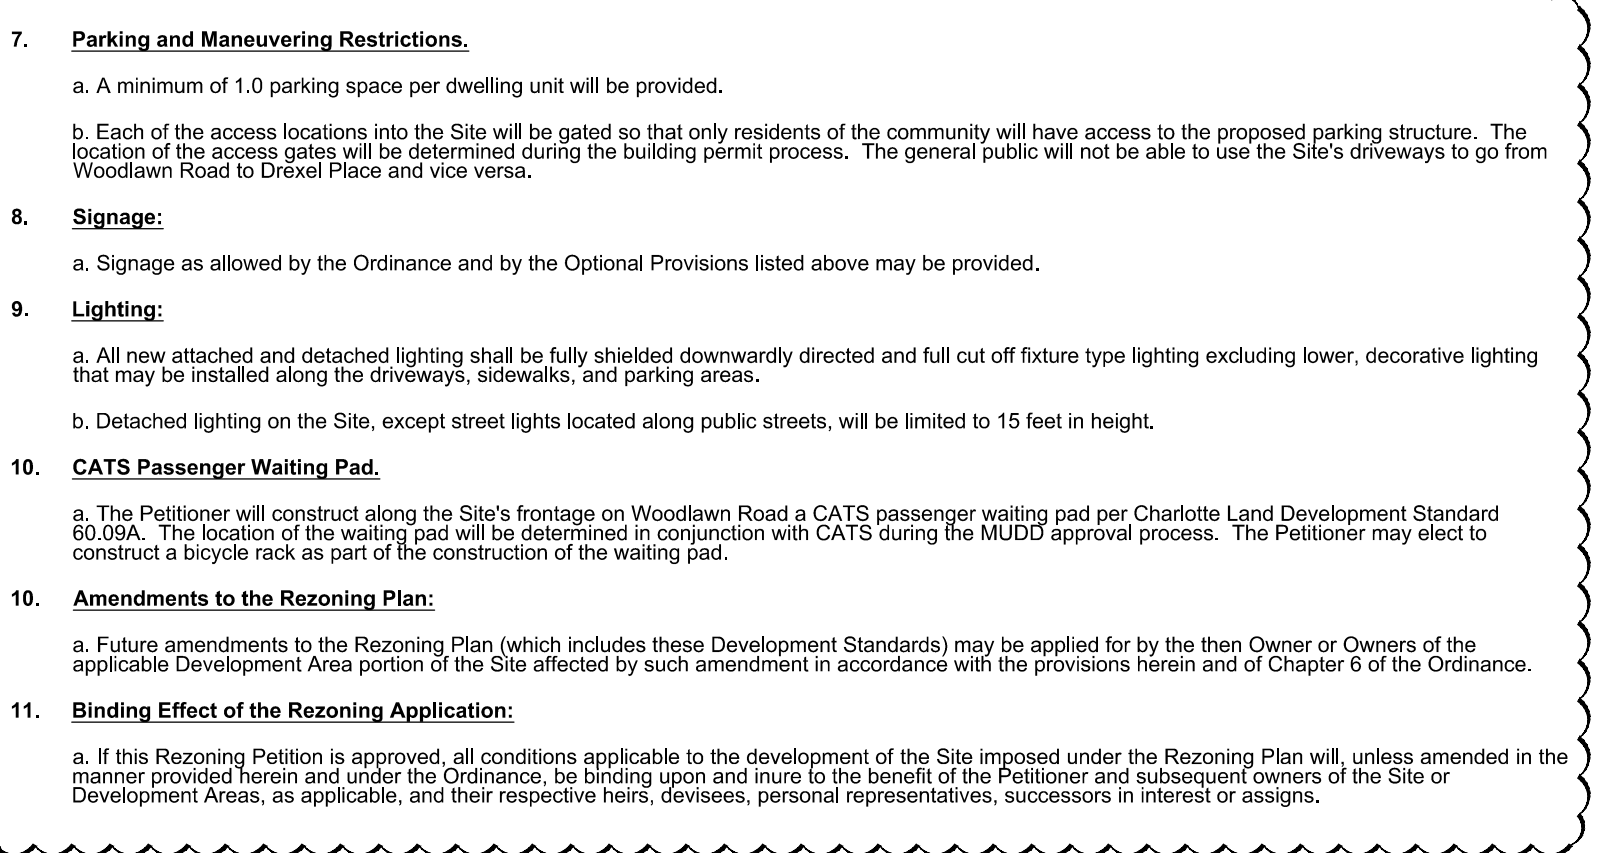 7. Parking and Maneuvering Restrictions.
a. A minimum of 1.0 parking space per dwelling unit will be provided.
b. Each of the access locations into the Site will be gated so that only residents of the community will have access to the proposed parking structure. The
location of the access gates will be determined during the building permit process. The general public will not be able to use the Site's driveways to go from
Woodlawn Road to Drexel Place and vice versa.
8. Signage:
a. Signage as allowed by the Ordinance and by the Optional Provisions listed above may be provided.
9. Lighting:
a. All new attached and detached lighting shall be fully shielded downwardly directed and full cut off fixture type lighting excluding lower, decorative lighting
that may be installed along the driveways, sidewalks, and parking areas.
b. Detached lighting on the Site, except street lights located along public streets, will be limited to 15 feet in height.
10. CATS Passenger Waiting Pad.
a. The Petitioner will construct along the Site's frontage on Woodlawn Road a CATS passenger waiting pad per Charlotte Land Development Standard
60.09A. The location of the waiting pad will be determined in conjunction with CATS during the MUDD approval process. The Petitioner may elect to
construct a bicycle rack as part of the construction of the waiting pad.
10. Amendments to the Rezoning Plan:
a. Future amendments to the Rezoning Plan (which includes these Development Standards) may be applied for by the then Owner or Owners of the
applicable Development Area portion of the Site affected by such amendment in accordance with the provisions herein and of Chapter 6 of the Ordinance.
11. Binding Effect of the Rezoning Application:
a. If this Rezoning Petition is approved, all conditions applicable to the development of the Site imposed under the Rezoning Plan will, unless amended in the
manner provided herein and under the Ordinance, be binding upon and inure to the benefit of the Petitioner and subsequent owners of the Site or
Development Areas, as applicable, and their respective heirs, devisees, personal representatives, successors in interest or assigns.